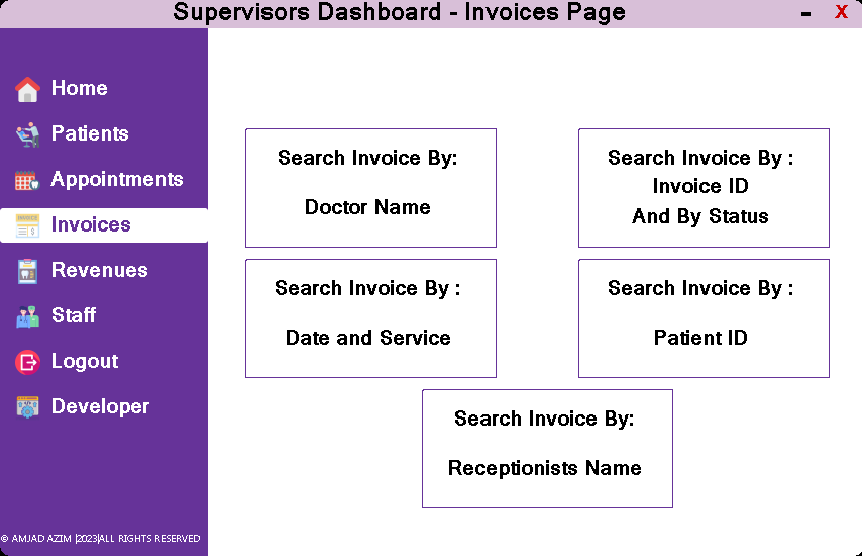 Supervisors Dashboard - Invoices Page
X
Home
Patients
Appointments
Invoices
Revenues
Staff
Logout
Developer
© AMJAD AZIM |2023|ALL RIGHTS RESERVED
Search Invoice By:
Doctor Name
Search Invoice By :
Invoice ID
And By Status
Search Invoice By :
Date and Service
Search Invoice By :
Patient ID
Search Invoice By:
Receptionists Name